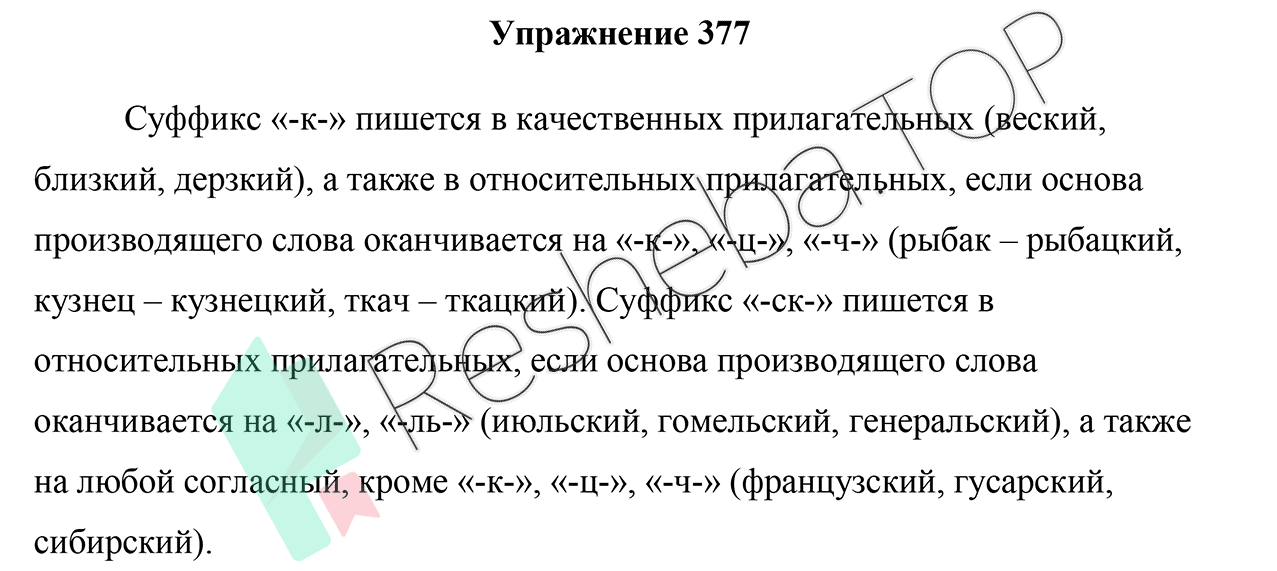 Упражнение 377
Суффикс «-к-» пишется в качественных прилагательных (веский,
близкий, дерзкий), а также в относительных прилагательных, если основа
производящего слова оканчивается на «-к-», «-ц-», «-ч-» (рыбак – рыбацкий,
кузнец – кузнецкий, ткач – ткацкий). Суффикс «-ск-» пишется в
относительных прилагательных, если основа производящего слова
оканчивается на «-л-», «-ль-» (июльский, гомельский, генеральский), а также
на любой согласный, кроме «-к-», «-ц-», «-ч-» (французский, гусарский,
сибирский).
Resheba.TOP